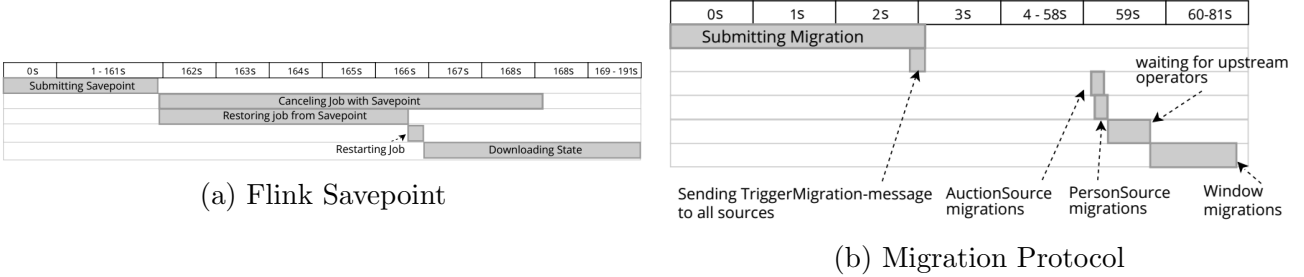 0s 1 - 161s 162s 163s 164s 165s 166s 167s 168s 168s 169 - 191s
Submitting Savepoint
Canceling Job with Savepoint
Restoring job from Savepoint
Restarting Job
Downloading State
(a) Flink Savepoint
0s 1s 2s 3s 4 - 58s 59s 60-81s
Submitting Migration
waiting for upstream
operators
Sending TriggerMigration-message
to all sources
AuctionSource
migrations
PersonSource
migrations
Window
migrations
(b) Migration Protocol